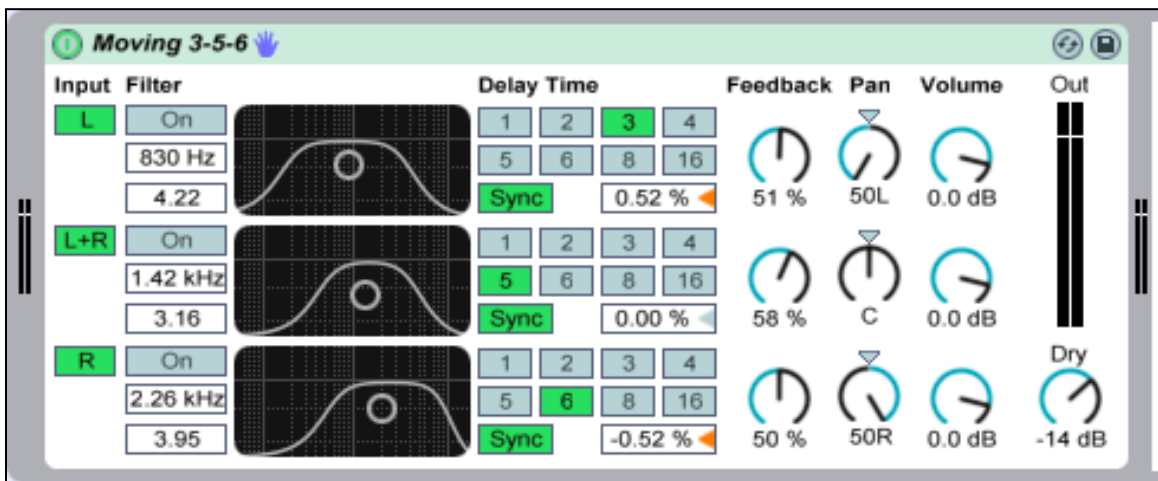 Moving 3-5-6
Input Filter Delay Time Feedback Pan Volume Out
L On 1 2 3 4
830 Hz 5 6 8 16
4.22 Sync 0.52 % 51 % 50L 0.0 dB
L+R On 1 2 3 4
1.42 kHz 5 6 8 16
3.16 Sync 0.00 % 58 % C 0.0 dB
R On 1 2 3 4 Dry
2.26 kHz 5 6 8 16
3.95 Sync -0.52 % 50 % 50R 0.0 dB -14 dB